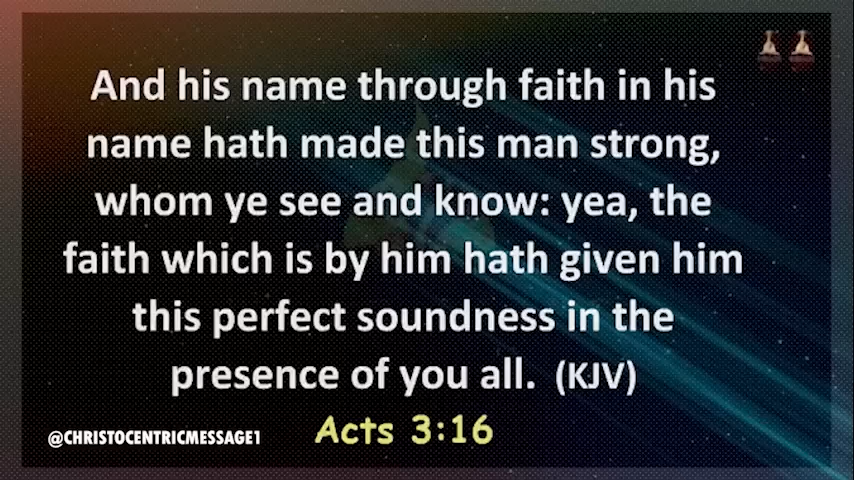 And his name through faith in his
name hath made this man strong,
whom ye see and know: yea, the
faith which is by him hath given him
this perfect soundness in the
presence of you all. (KJV)
Acts 3:16
@CHRISTOCENTRICMESSAGE1